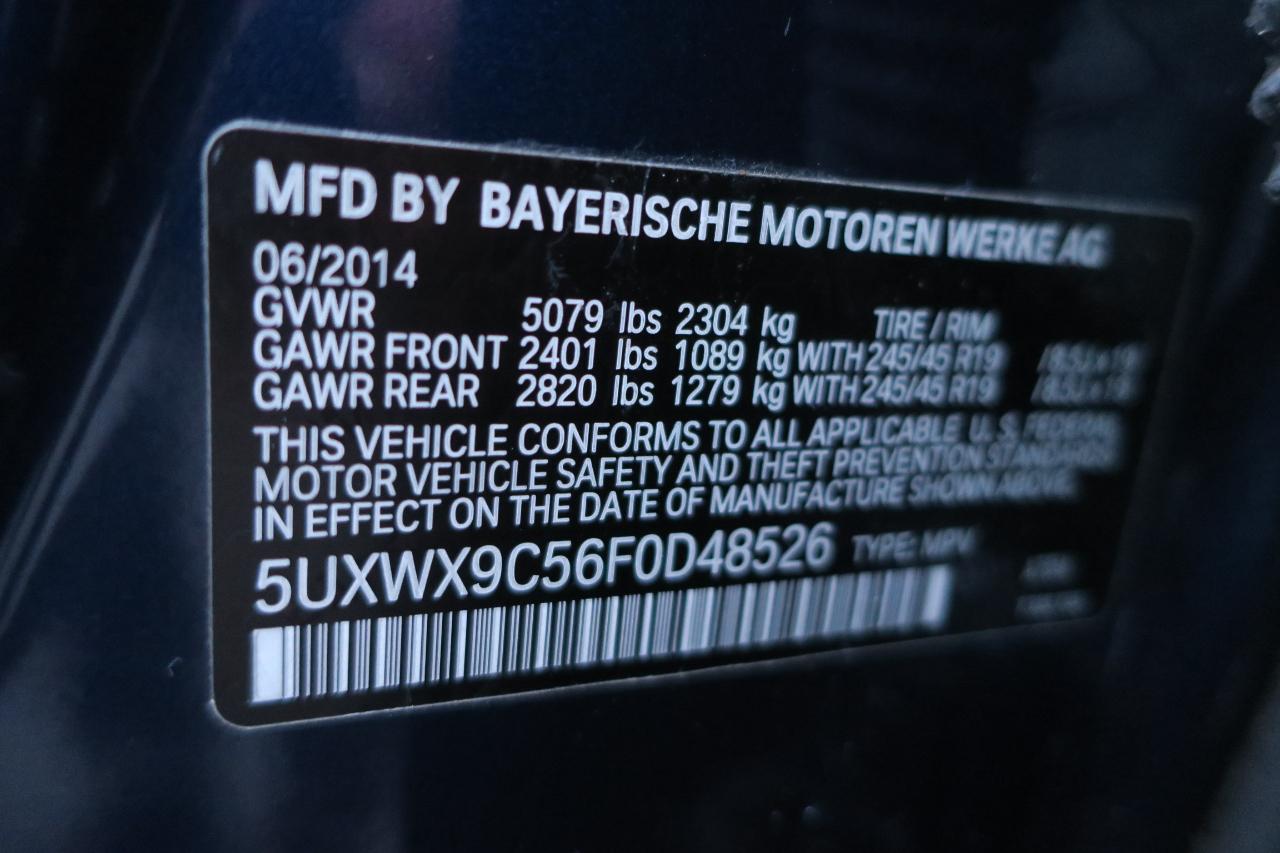 MFD BY BAYERISCHE MOTOREN WERKE AG
06/2014
GVWR 5079 lbs 2304 kg TIRE / RIM
GAWR FRONT 2401 lbs 1089 kg WITH 245/45 R19
GAWR REAR 2820 lbs 1279 kg WITH 245/45 R19
THIS VEHICLE CONFORMS TO ALL APPLICABLE U. S. FEDERAL
MOTOR VEHICLE SAFETY AND THEFT PREVENTION STANDARDS
IN EFFECT ON THE DATE OF MANUFACTURE SHOWN ABOVE.
5UXWX9C56F0D48526 TYPE: MPV